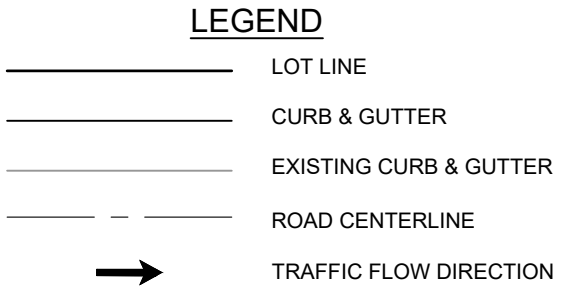 LEGEND
LOT LINE
CURB & GUTTER
EXISTING CURB & GUTTER
ROAD CENTERLINE
TRAFFIC FLOW DIRECTION